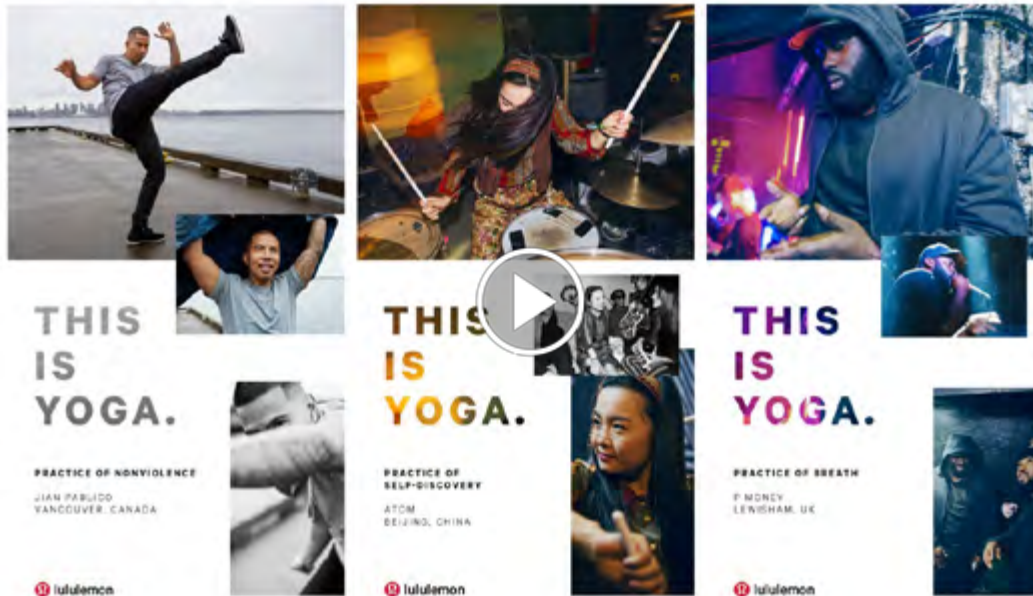 THIS
IS
YOGA.
PRACTICE OF NONVIOLENCE
JIAN PABLICO
VANCOUVER, CANADA
lululemon
THIS
IS
YOGA.
PRACTICE OF
SELF-DISCOVERY
ATOM
BEIJING, CHINA
lululemon
THIS
IS
YOGA.
PRACTICE OF BREATH
P MONEY
LEWISHAM, UK
lululemon